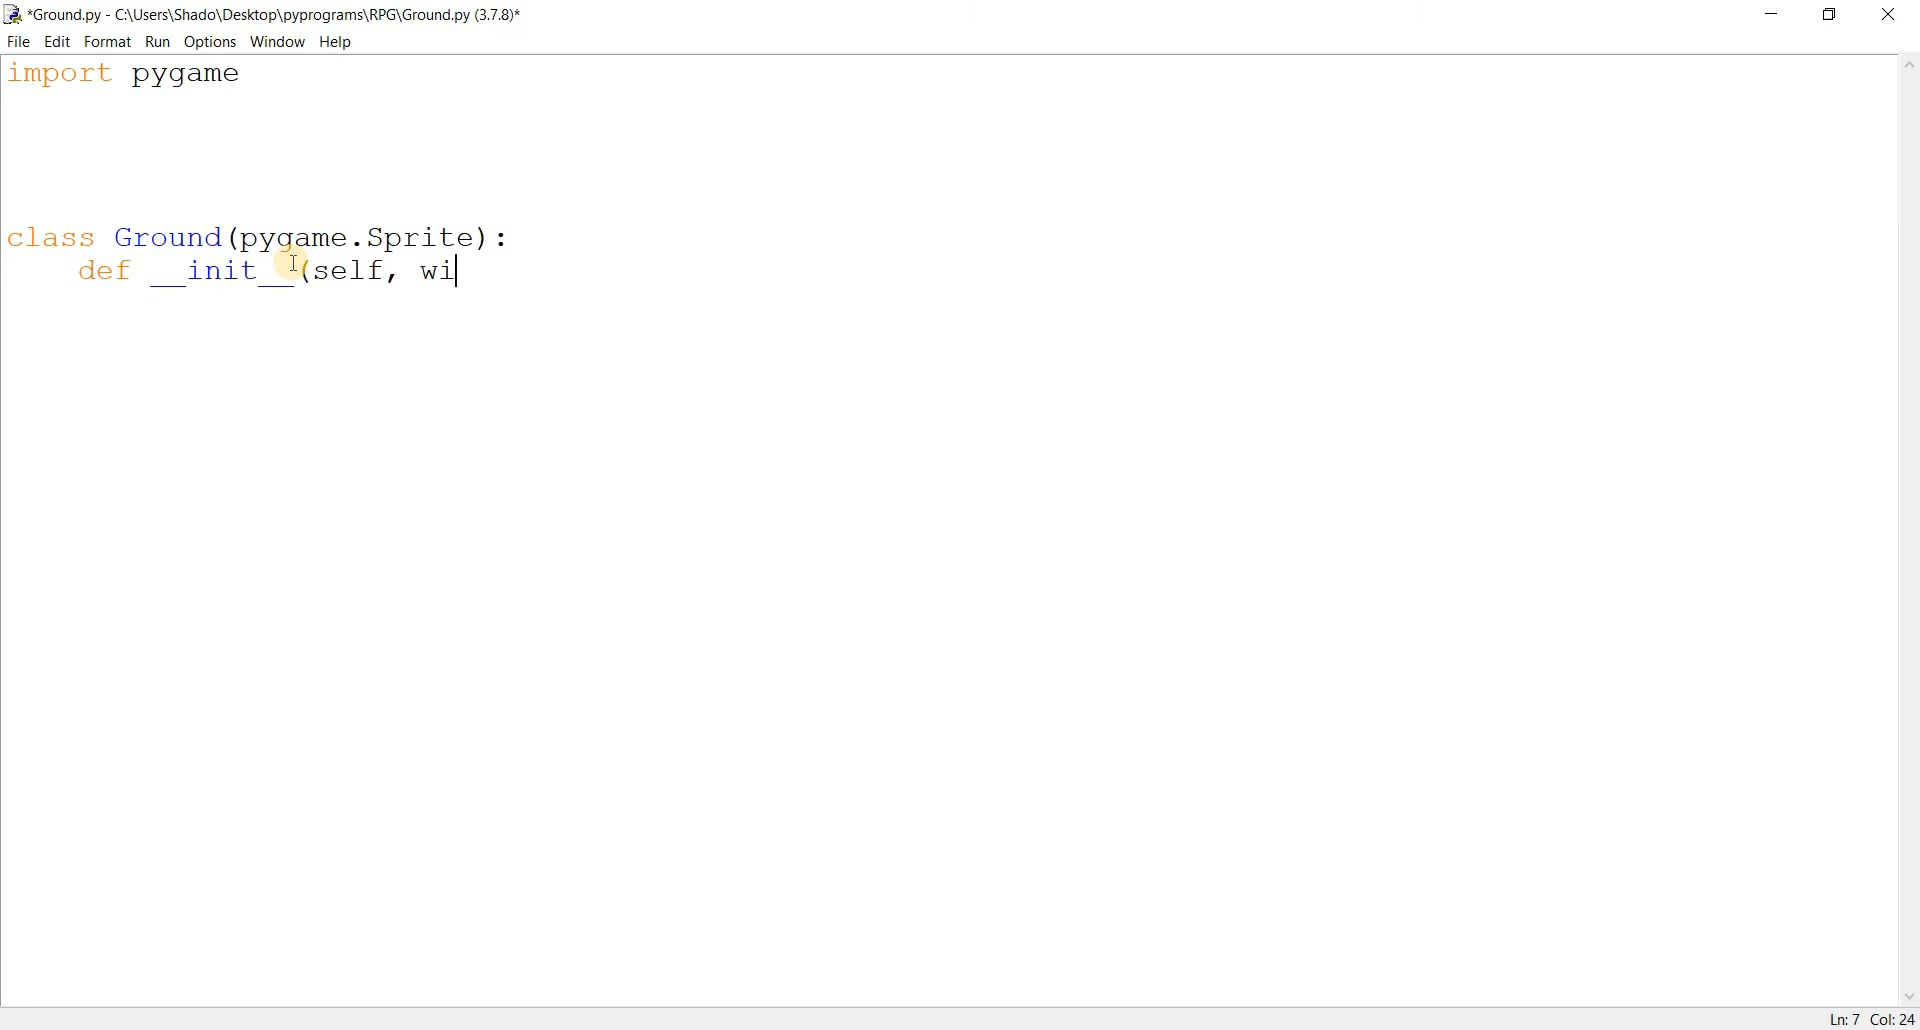 *Ground.py - C:\Users\Shado\Desktop\pyprograms\RPG\Ground.py (3.7.8)*
File Edit Format Run Options Window Help
import pygame
class Ground(pygame.Sprite):
    def __init__(self, wi
Ln: 7 Col: 24